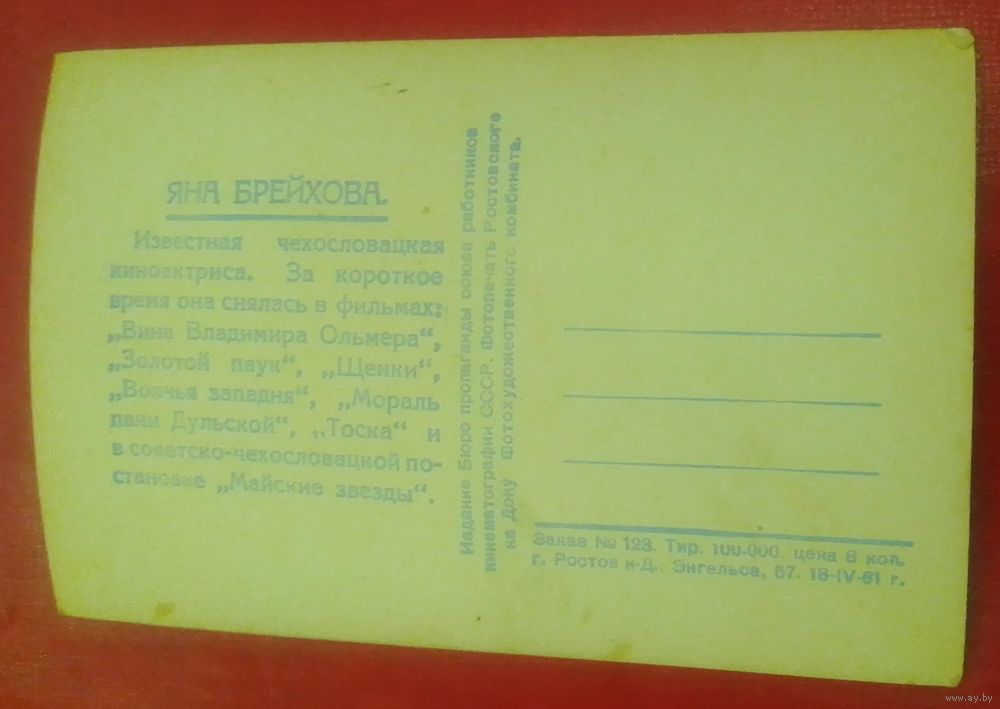 ЯНА БРЕЙХОВА.
Известная чехословацкая
киноактриса. За короткое
время она снялась в фильмах:
„Вина Владимира Ольмера“,
„Золотой паук“, „Щенки“,
„Волчья западня“, „Мораль
пани Дульской“, „Тоска“ и
в советско-чехословацкой по-
становке „Майские звезды“.
Издание Бюро пропаганды союза работников
кинематографии СССР. Фотопечать Ростовского
на Дону Фотохудожественного комбината.
Заказ № 123. Тир. 100.000. цена 8 коп.
г. Ростов н-Д. Энгельса, 57. 18-IV-61 г.
www.ay.by